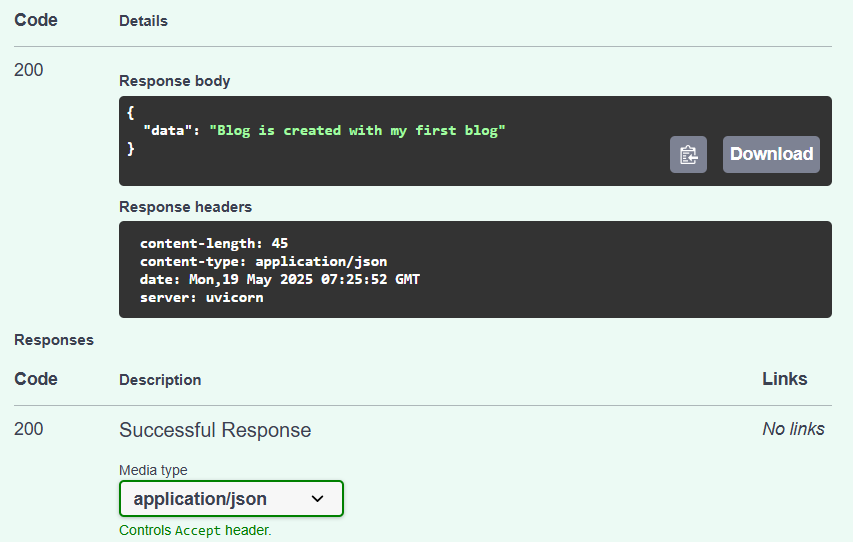 Code Details
200
Response body
{
"data": "Blog is created with my first blog"
}
Download
Response headers
content-length: 45
content-type: application/json
date: Mon,19 May 2025 07:25:52 GMT
server: uvicorn
Responses
Code Description Links
200 Successful Response No links
Media type
application/json
Controls Accept header.